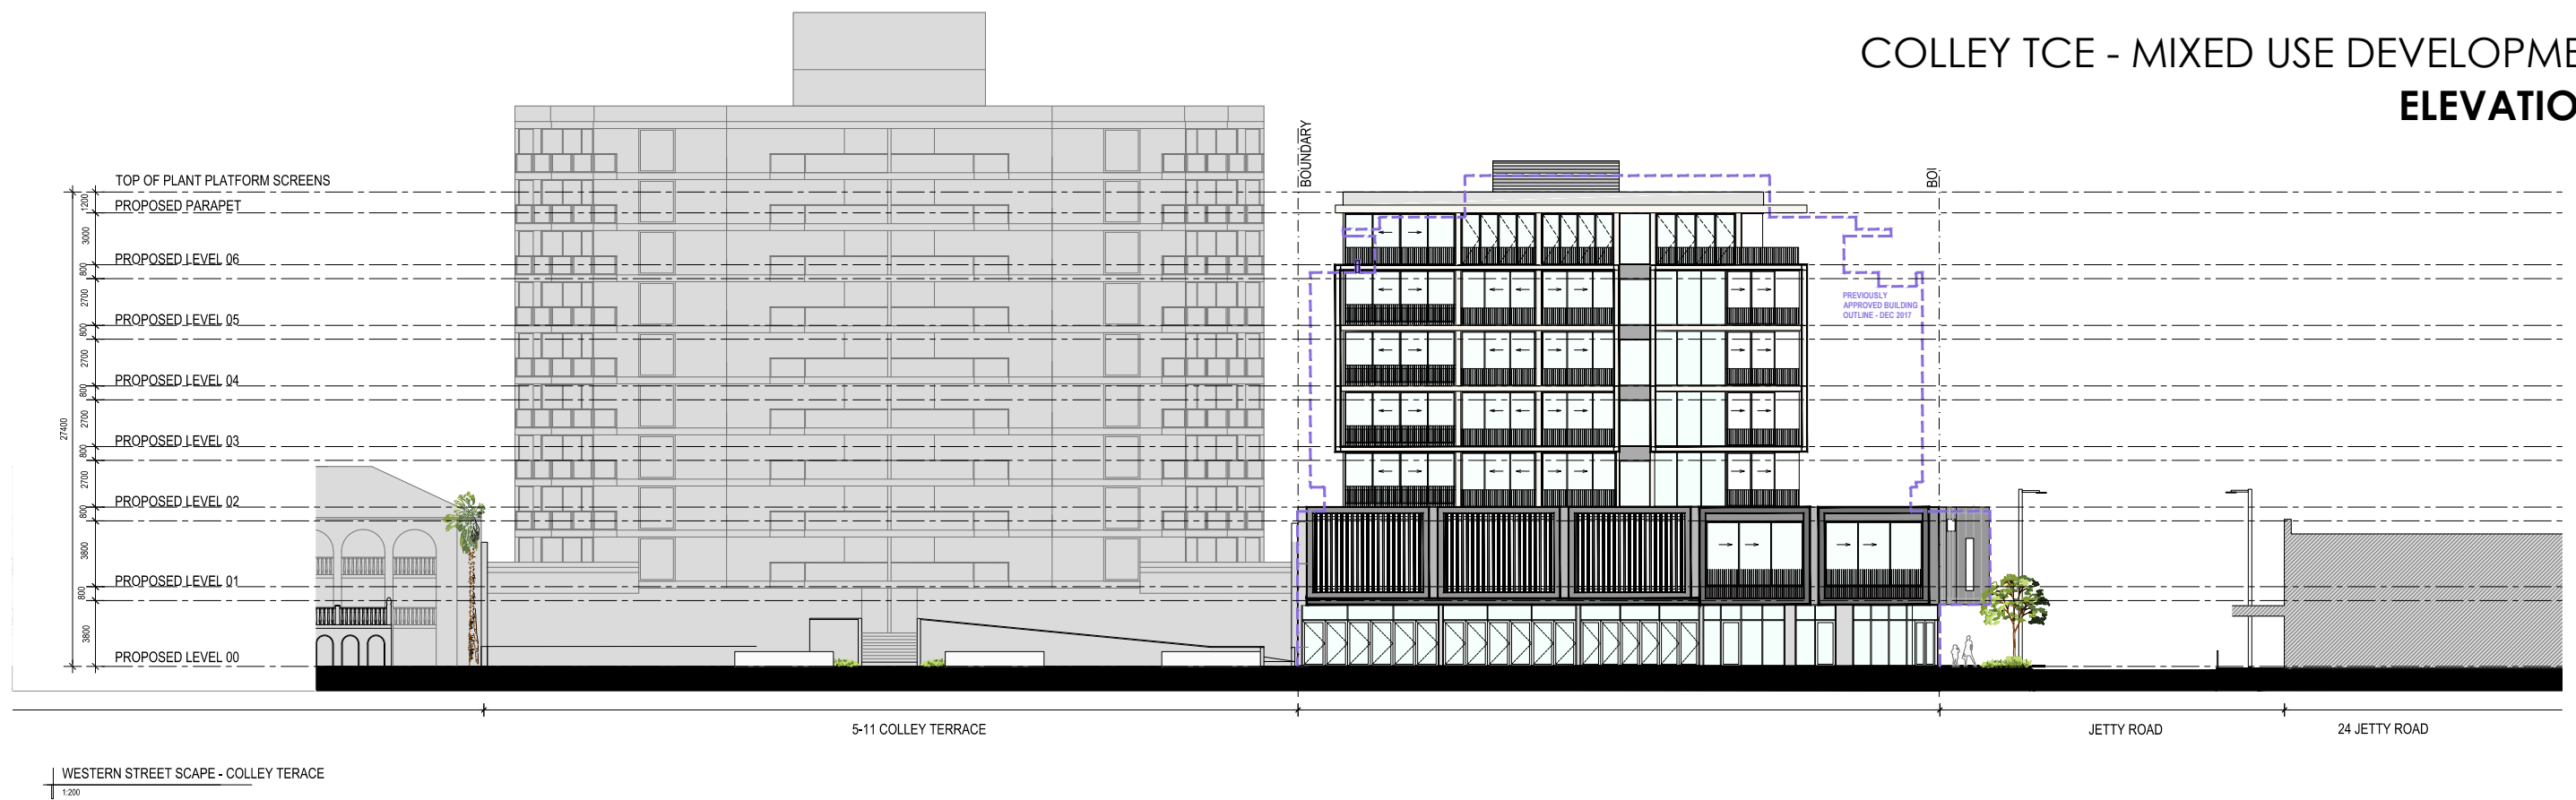 COLLEY TCE - MIXED USE DEVELOPME
ELEVATIO
BOUNDARY
BO
TOP OF PLANT PLATFORM SCREENS
1200
PROPOSED PARAPET
3000
PROPOSED LEVEL 06
800
2700
PREVIOUSLY
APPROVED BUILDING
OUTLINE - DEC 2017
PROPOSED LEVEL 05
800
2700
PROPOSED LEVEL 04
800
2700
27400
PROPOSED LEVEL 03
800
2700
PROPOSED LEVEL 02
800
3800
PROPOSED LEVEL 01
800
3800
PROPOSED LEVEL 00
5-11 COLLEY TERRACE
JETTY ROAD
24 JETTY ROAD
WESTERN STREET SCAPE - COLLEY TERACE
1:200